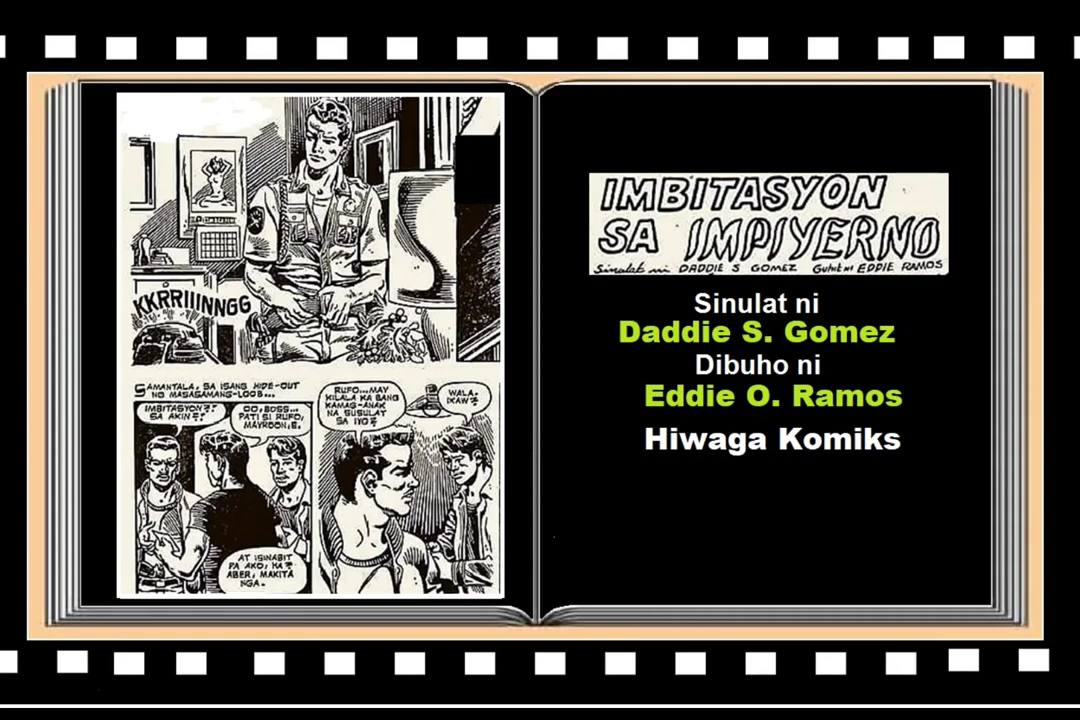 KKRRIIINNGG
SAMANTALA, SA ISANG HIDE-OUT
NG MASASAMANG-LOOB...
IMBITASYON?!
SA AKIN?!
OO, BOSS...
PATI SI RUFO,
MAYROON, E.
AT ISINABIT
PA AKO, HA?
ABER, MAKITA
NGA.
RUFO... MAY
KILALA KA BANG
KAMAG-ANAK
NA SUSULAT
SA IYO?
WALA.
IKAW?
IMBITASYON
SA IMPIYERNO
Sinulat ni DADDIE S GOMEZ Guhit ni EDDIE RAMOS
Sinulat ni
Daddie S. Gomez
Dibuho ni
Eddie O. Ramos
Hiwaga Komiks